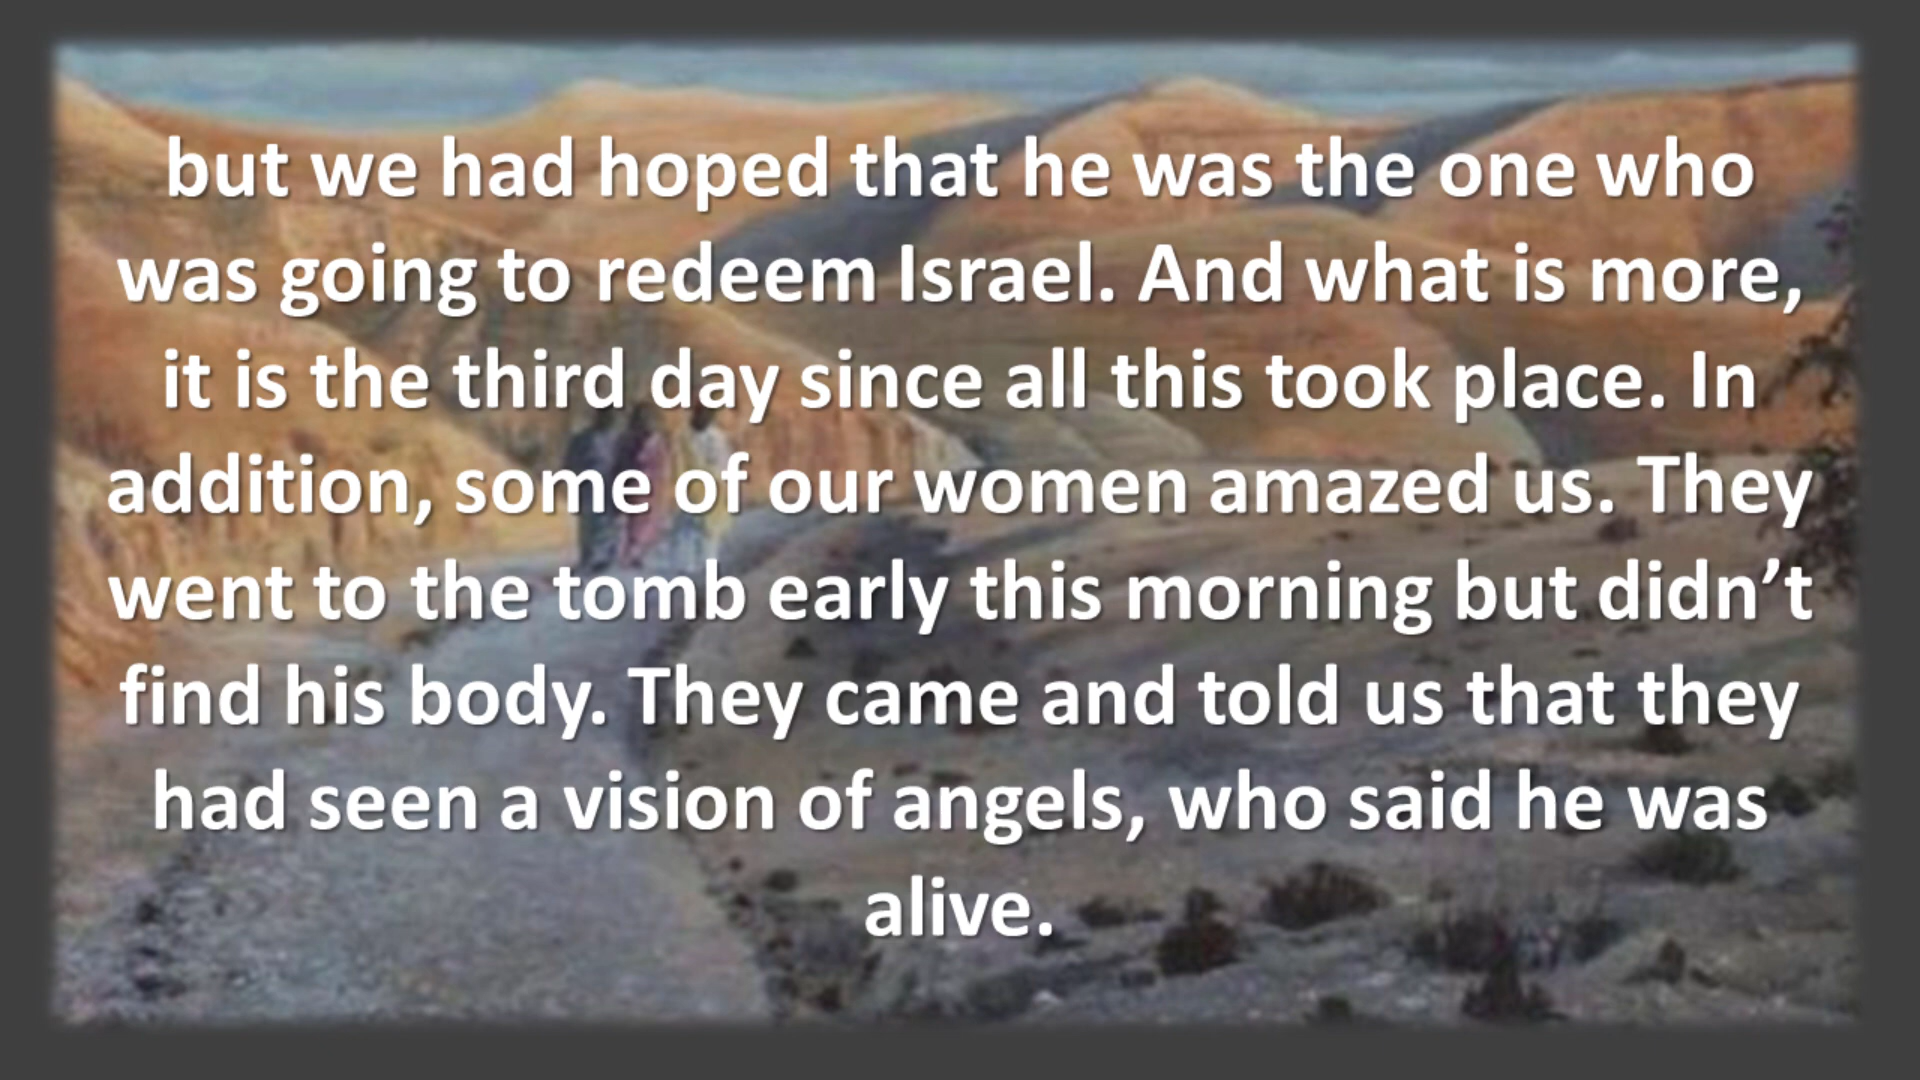 but we had hoped that he was the one who
was going to redeem Israel. And what is more,
it is the third day since all this took place. In
addition, some of our women amazed us. They
went to the tomb early this morning but didn’t
find his body. They came and told us that they
had seen a vision of angels, who said he was
alive.